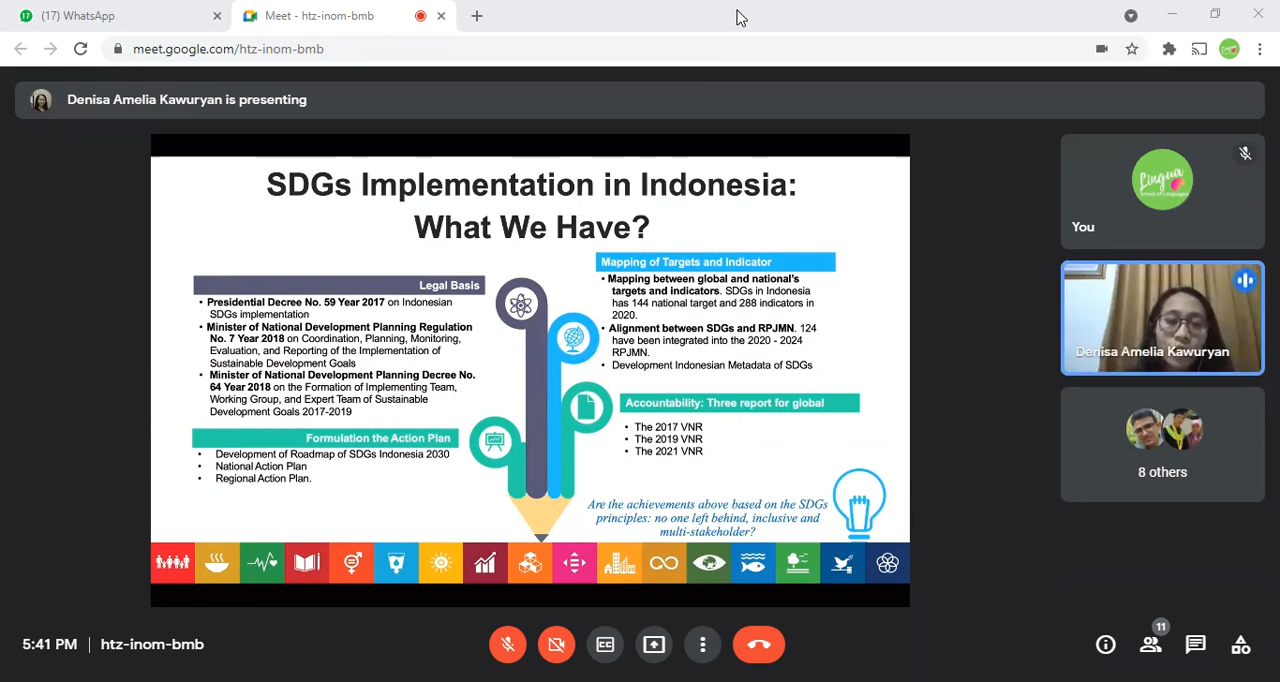 (17) WhatsApp
Meet - htz-inom-bmb
meet.google.com/htz-inom-bmb
Denisa Amelia Kawuryan is presenting
SDGs Implementation in Indonesia:
What We Have?
Legal Basis
• Presidential Decree No. 59 Year 2017 on Indonesian
SDGs implementation
• Minister of National Development Planning Regulation
No. 7 Year 2018 on Coordination, Planning, Monitoring,
Evaluation, and Reporting of the Implementation of
Sustainable Development Goals
• Minister of National Development Planning Decree No.
64 Year 2018 on the Formation of Implementing Team,
Working Group, and Expert Team of Sustainable
Development Goals 2017-2019
Formulation the Action Plan
• Development of Roadmap of SDGs Indonesia 2030
• National Action Plan
• Regional Action Plan.
Mapping of Targets and Indicator
• Mapping between global and national's
targets and indicators. SDGs in Indonesia
has 144 national target and 288 indicators in
2020.
• Alignment between SDGs and RPJMN. 124
have been integrated into the 2020 - 2024
RPJMN.
• Development Indonesian Metadata of SDGs
Accountability: Three report for global
• The 2017 VNR
• The 2019 VNR
• The 2021 VNR
Are the achievements above based on the SDGs
principles: no one left behind, inclusive and
multi-stakeholder?
Lingua
School of Languages
You
Denisa Amelia Kawuryan
8 others
5:41 PM | htz-inom-bmb
CC
11